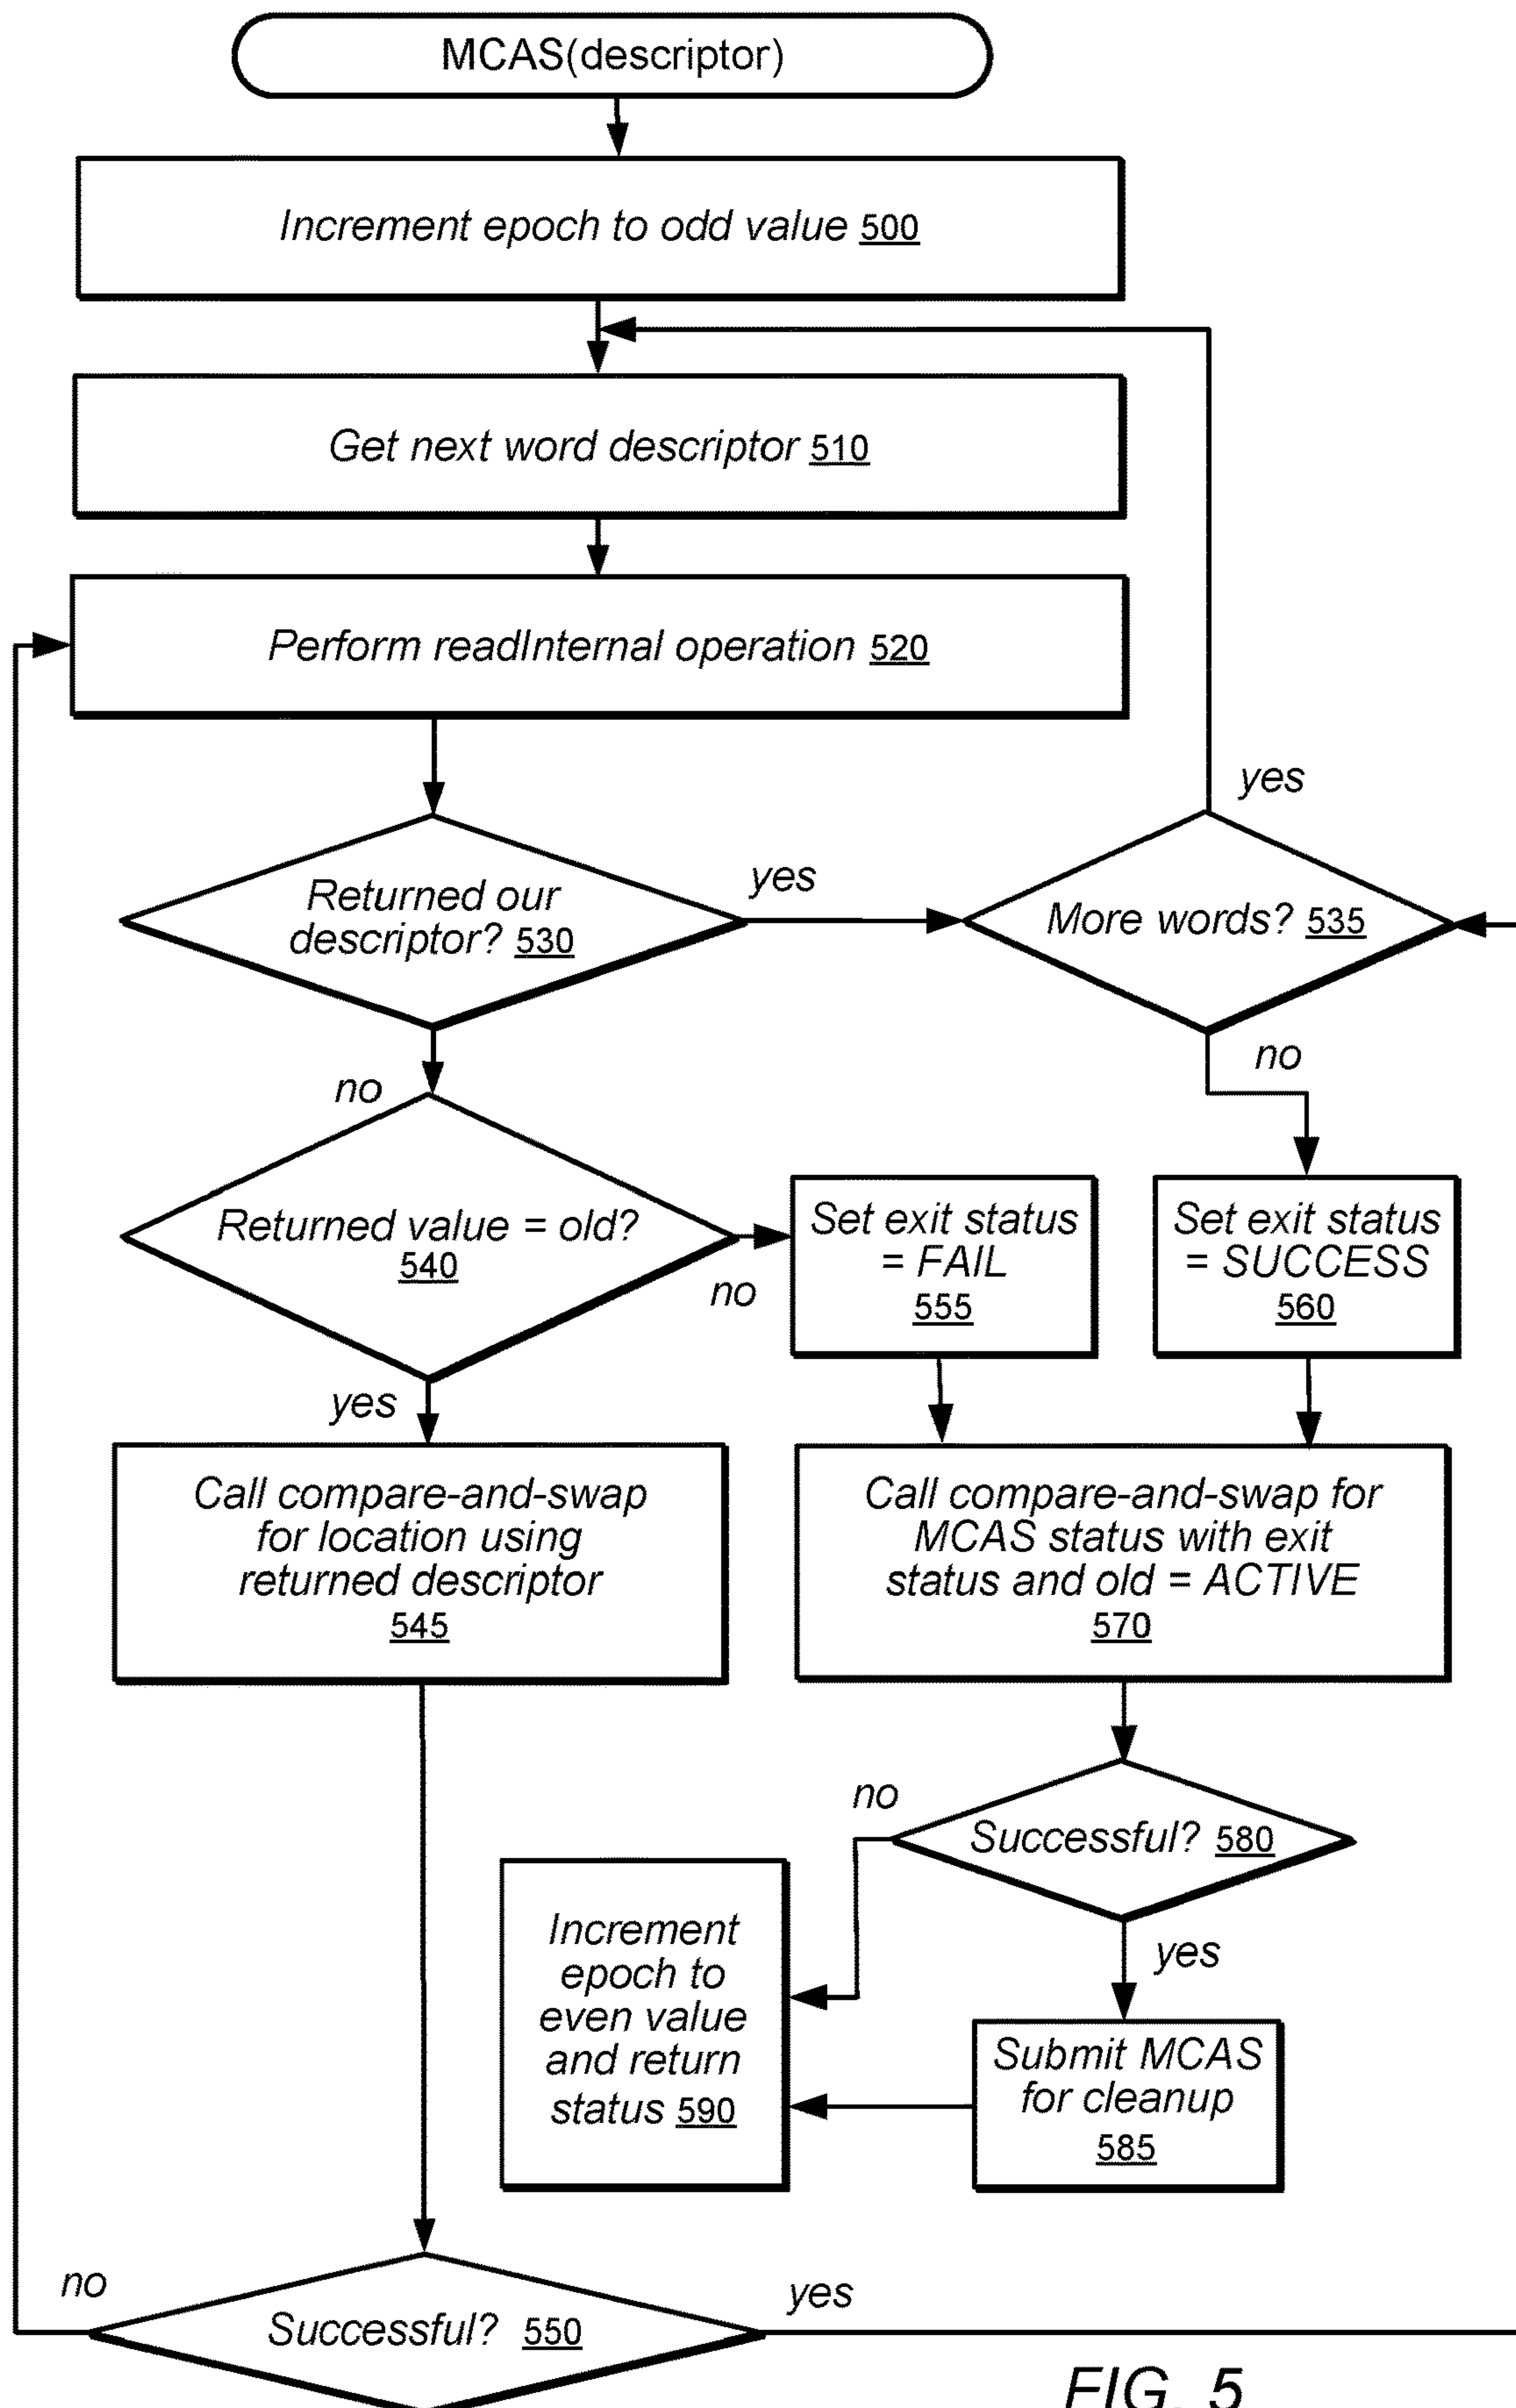 MCAS(descriptor)
Increment epoch to odd value 500
Get next word descriptor 510
Perform readInternal operation 520
yes
Returned our
descriptor? 530
yes
More words? 535
no
no
Returned value = old?
540
no
Set exit status
= FAIL
555
Set exit status
= SUCCESS
560
yes
Call compare-and-swap
for location using
returned descriptor
545
Call compare-and-swap for
MCAS status with exit
status and old = ACTIVE
570
no
Successful? 580
yes
Increment
epoch to
even value
and return
status 590
Submit MCAS
for cleanup
585
no
Successful? 550
yes
FIG. 5